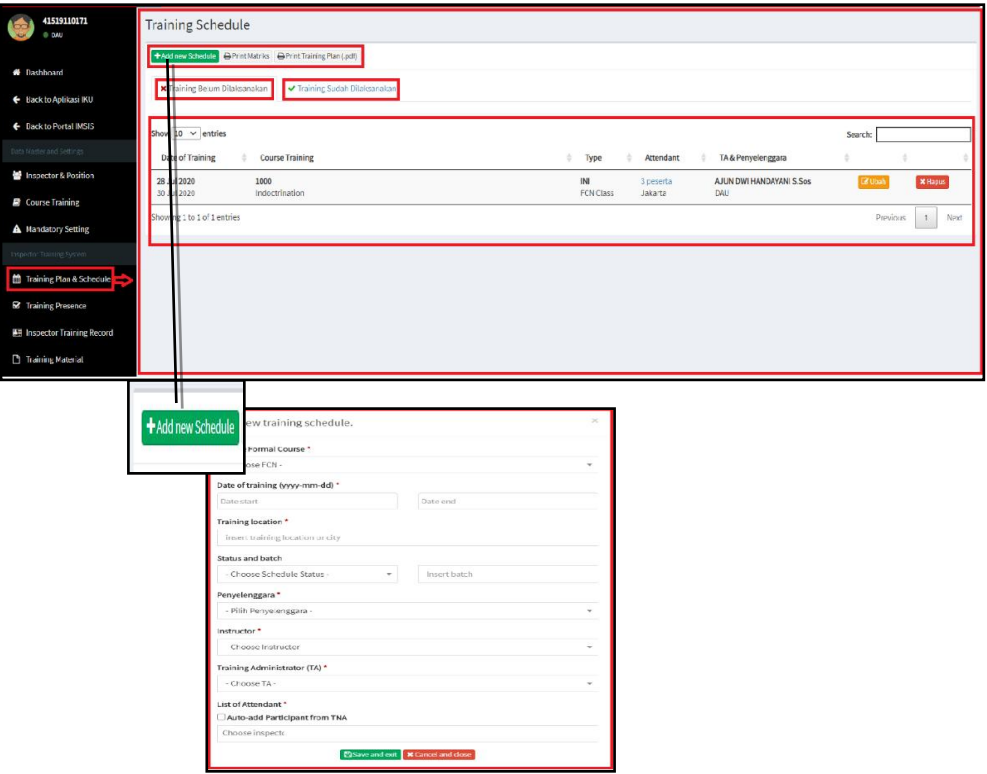 41519110171
DAU
Dashboard
Back to Aplikasi IKU
Back to Portal IMSIS
Data Master and Settings
Inspector & Position
Course Training
Mandatory Setting
Inspector Training System
Training Plan & Schedule
Training Presence
Inspector Training Record
Training Material
Training Schedule
+Add new Schedule Print Matriks Print Training Plan (.pdf)
Training Belum Dilaksanakan Training Sudah Dilaksanakan
Show 10 entries Search:
Date of Training Course Training Type Attendant TA & Penyelenggara
28 Jul 2020 1000 INI 3 peserta AJUN DWI HANDAYANI S.Sos Ubah Hapus
30 Jul 2020 Indoctrination FCN Class Jakarta DAU
Showing 1 to 1 of 1 entries Previous 1 Next
+Add new Schedule
ew training schedule.
Formal Course *
ose FCN -
Date of training (yyyy-mm-dd) *
Date start Date end
Training location *
Insert training location or city
Status and batch
- Choose Schedule Status - Insert batch
Penyelenggara *
- Pilih Penyelenggara -
Instructor *
Choose Instructor
Training Administrator (TA) *
- Choose TA -
List of Attendant *
Auto-add Participant from TNA
Choose inspectc
Save and exit Cancel and close